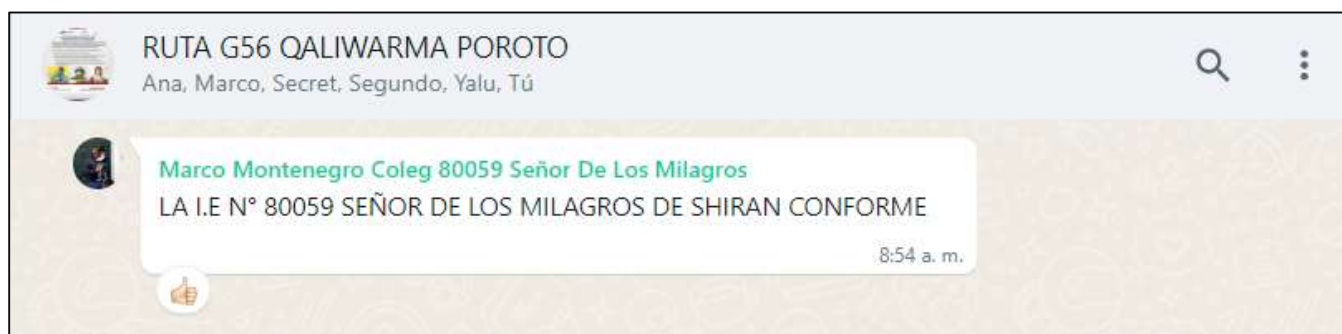 RUTA G56 QALIWARMA POROTO
Ana, Marco, Secret, Segundo, Yalu, Tú
Marco Montenegro Coleg 80059 Señor De Los Milagros
LA I.E N° 80059 SEÑOR DE LOS MILAGROS DE SHIRAN CONFORME
8:54 a. m.